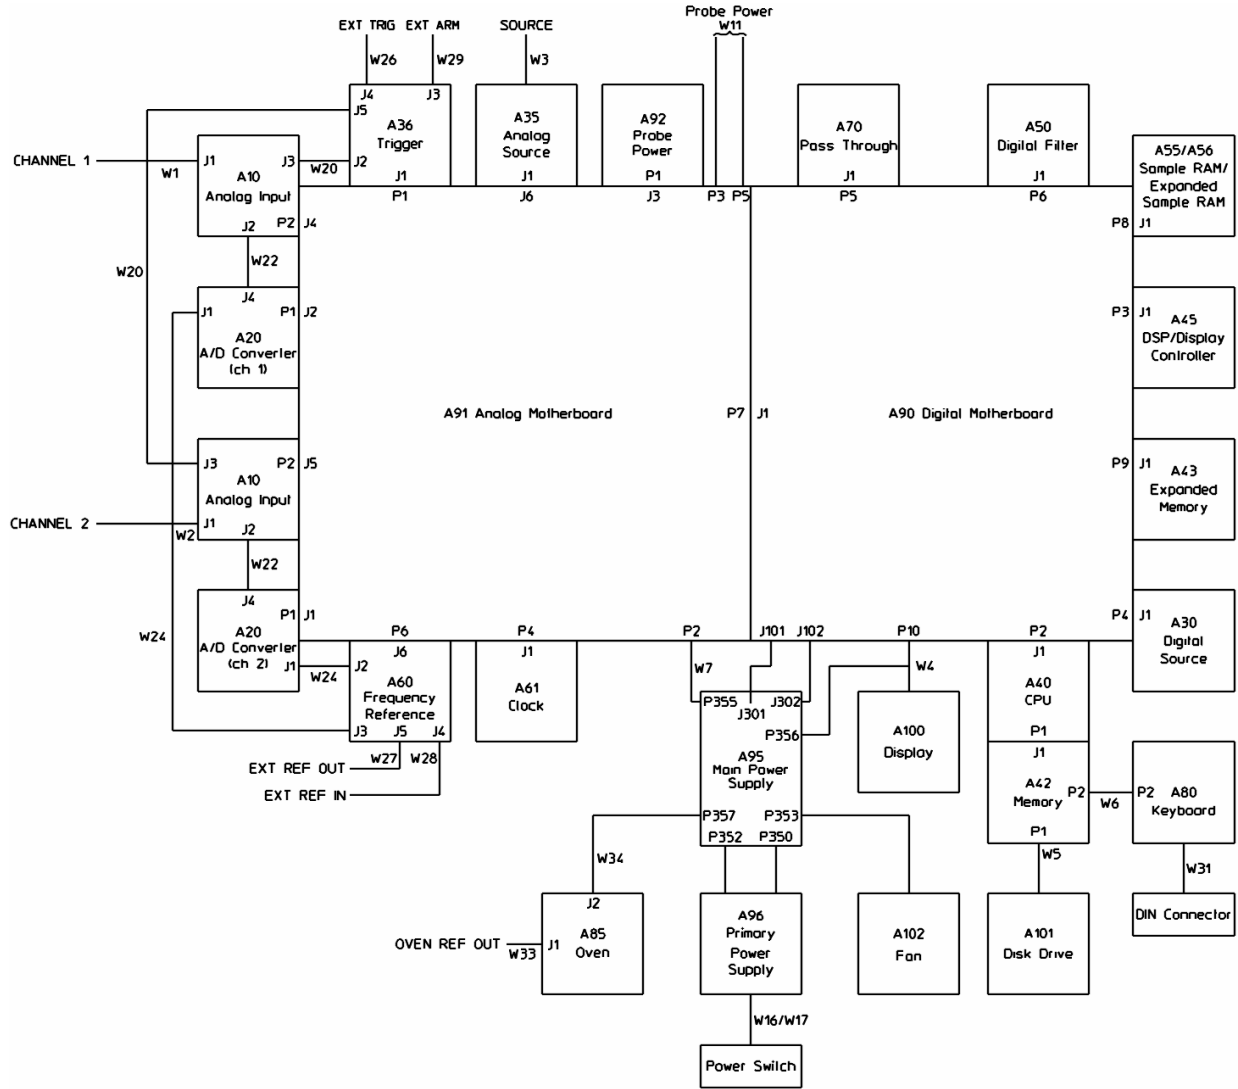 Probe Power
W11
EXT TRIG EXT ARM SOURCE
W26 W29 W3
J4 J3
J5
A36
Trigger
J2
J1
P1
A35
Analog
Source
J1
J6
A92
Probe
Power
P1
J3
P3 P5
A70
Pass Through
J1
P5
A50
Digital Filter
J1
P6
A55/A56
Sample RAM/
Expanded
Sample RAM
P8 J1
CHANNEL 1
W1
J1 J3
W20
A10
Analog Input
J2 P2 J4
W22
W20
J4
J1 P1 J2
A20
A/D Converter
(ch 1)
P3 J1
A45
DSP/Display
Controller
A91 Analog Motherboard
P7 J1
A90 Digital Motherboard
J3 P2 J5
A10
Analog Input
CHANNEL 2
W2
J1
J2
W22
P9 J1
A43
Expanded
Memory
J4
P1 J1
A20
A/D Converter
(ch 2)
J1
W24
W24
P6
J6
J2
A60
Frequency
Reference
J3 J5 J4
W27 W28
EXT REF OUT
EXT REF IN
P4
J1
A61
Clock
P2
W7
J101 J102
P10
W4
P2
J1
A40
CPU
P1
P4 J1
A30
Digital
Source
P355 J302
J301
P356
A95
Main Power
Supply
P357 P353
P352 P350
A100
Display
J1
A42
Memory
P2
P1
W6
P2
A80
Keyboard
W5
W31
W34
J2
A85
Oven
J1
OVEN REF OUT
W33
A96
Primary
Power
Supply
A102
Fan
A101
Disk Drive
DIN Connector
W16/W17
Power Switch